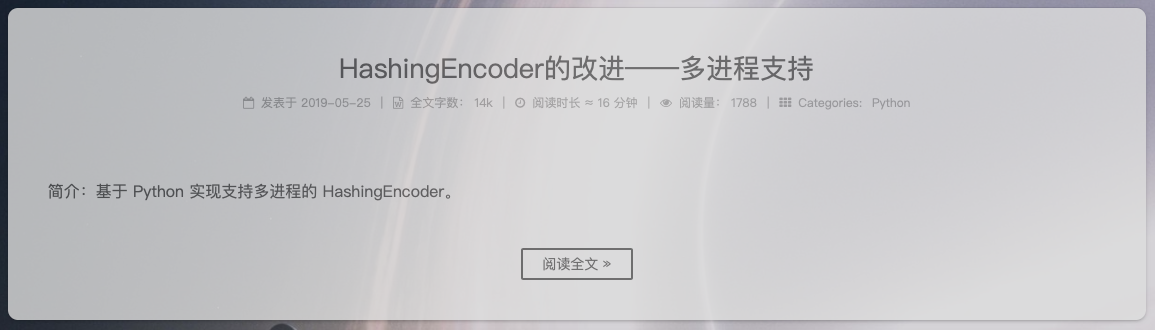 HashingEncoder的改进——多进程支持
发表于 2019-05-25 | 全文字数： 14k | 阅读时长 ≈ 16 分钟 | 阅读量： 1788 | Categories: Python
简介：基于 Python 实现支持多进程的 HashingEncoder。
阅读全文 »